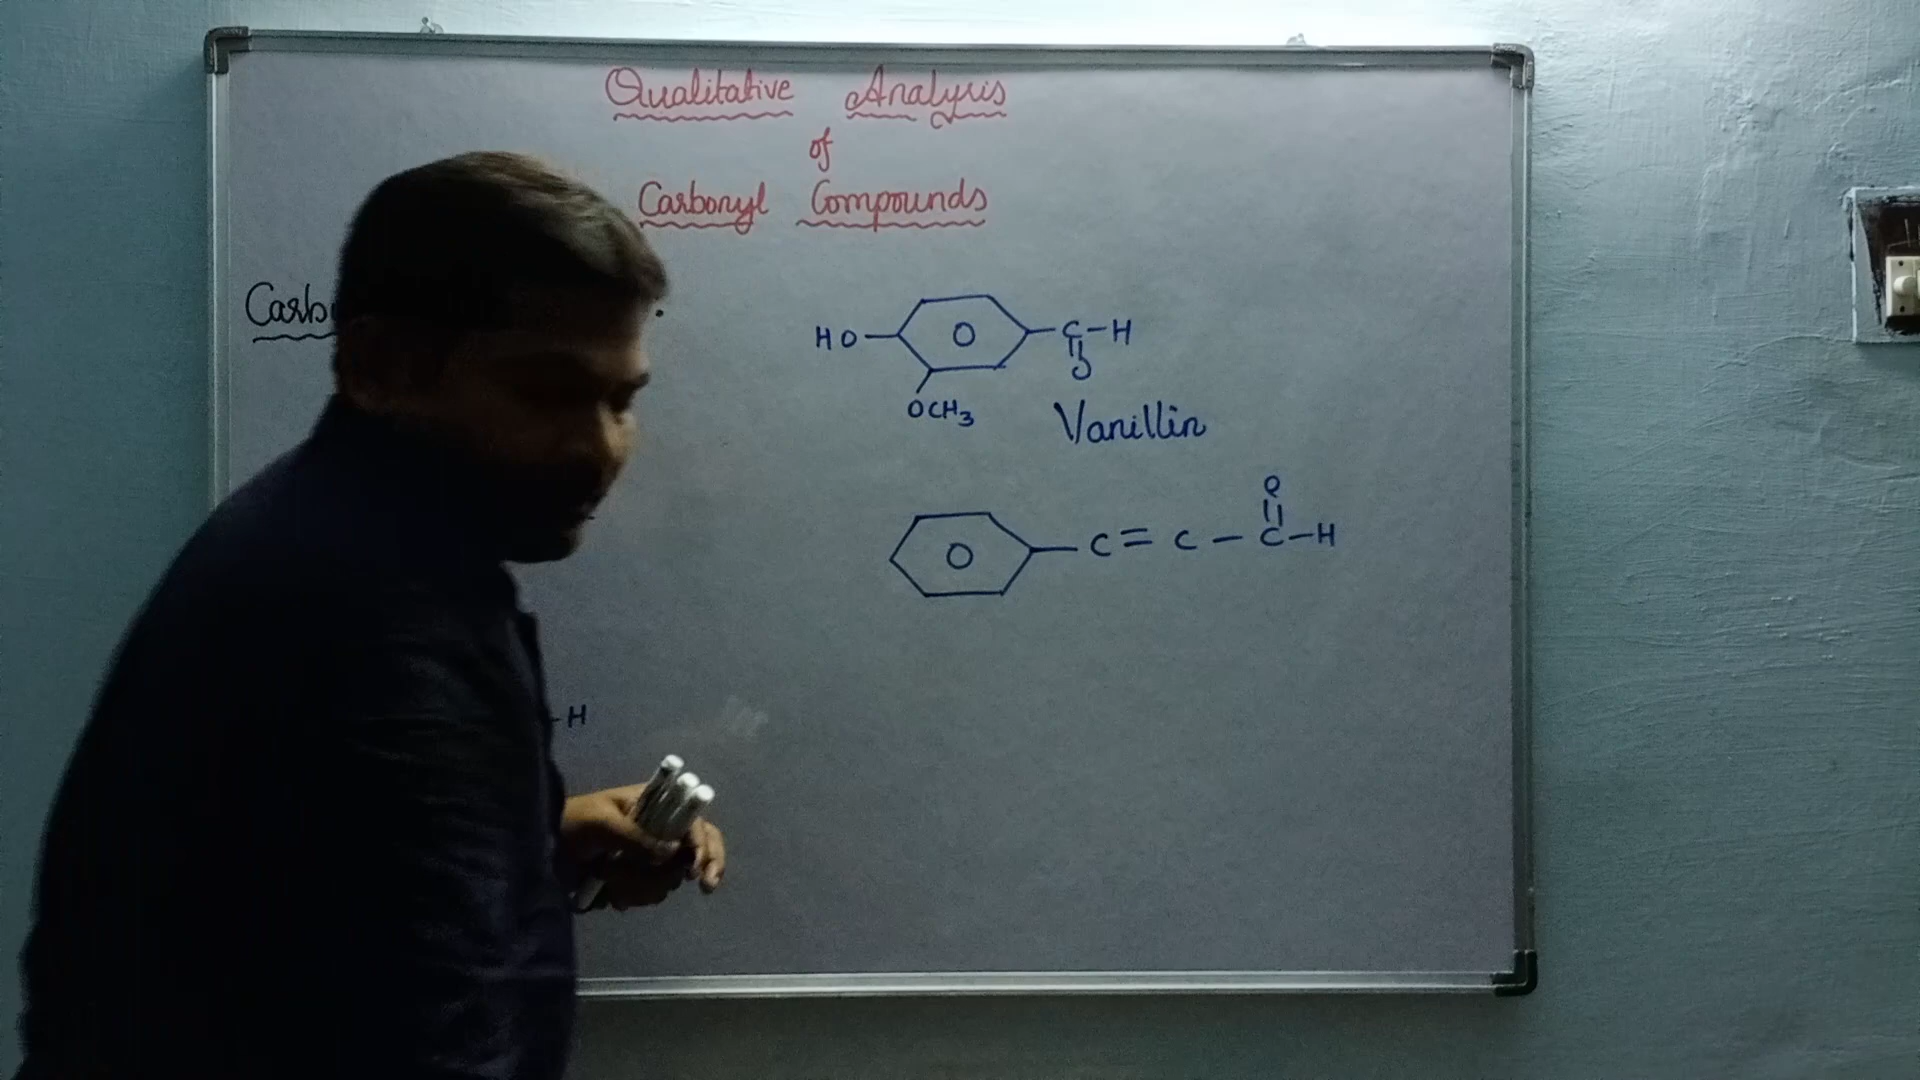 Qualitative Analysis
of
Carbonyl Compounds
HO C-H
O
OCH3
Vanillin
O
C = C - C-H
-H